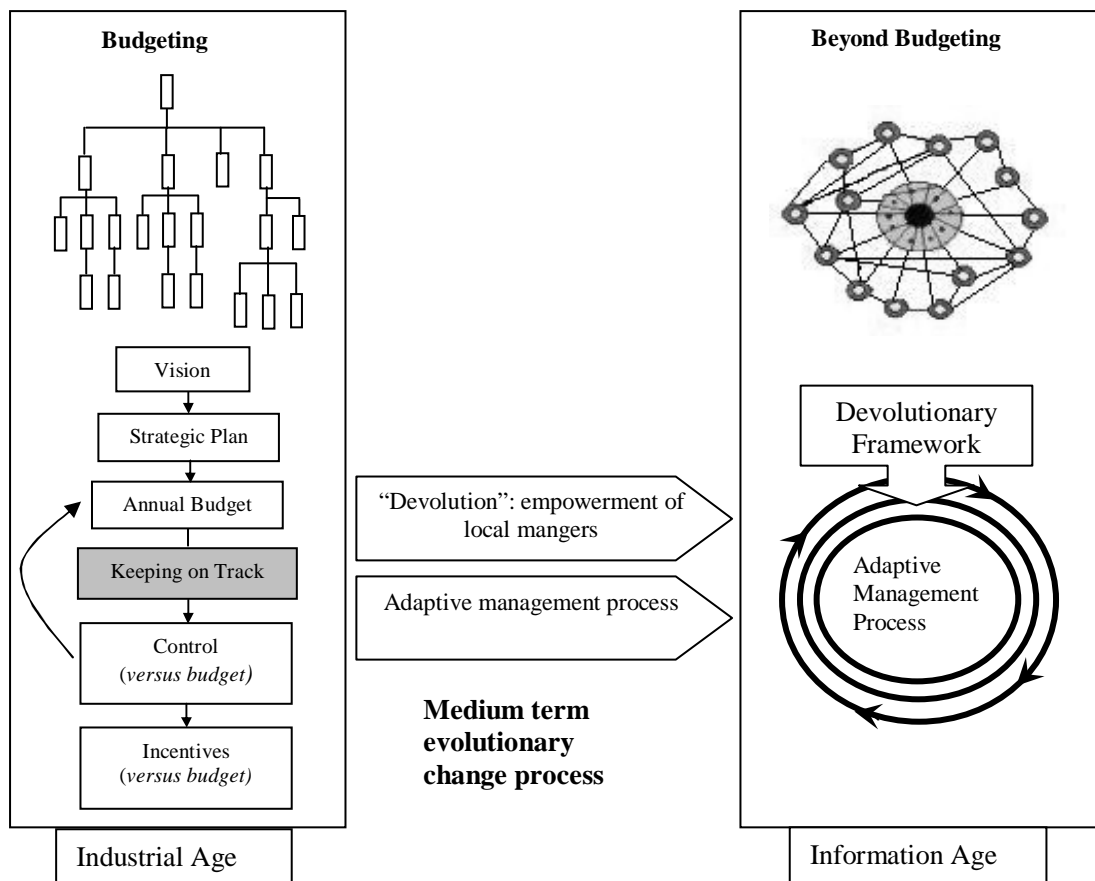 Budgeting
Vision
Strategic Plan
Annual Budget
Keeping on Track
Control
(versus budget)
Incentives
(versus budget)
Industrial Age
“Devolution”: empowerment of
local mangers
Adaptive management process
Medium term
evolutionary
change process
Beyond Budgeting
Devolutionary
Framework
Adaptive
Management
Process
Information Age